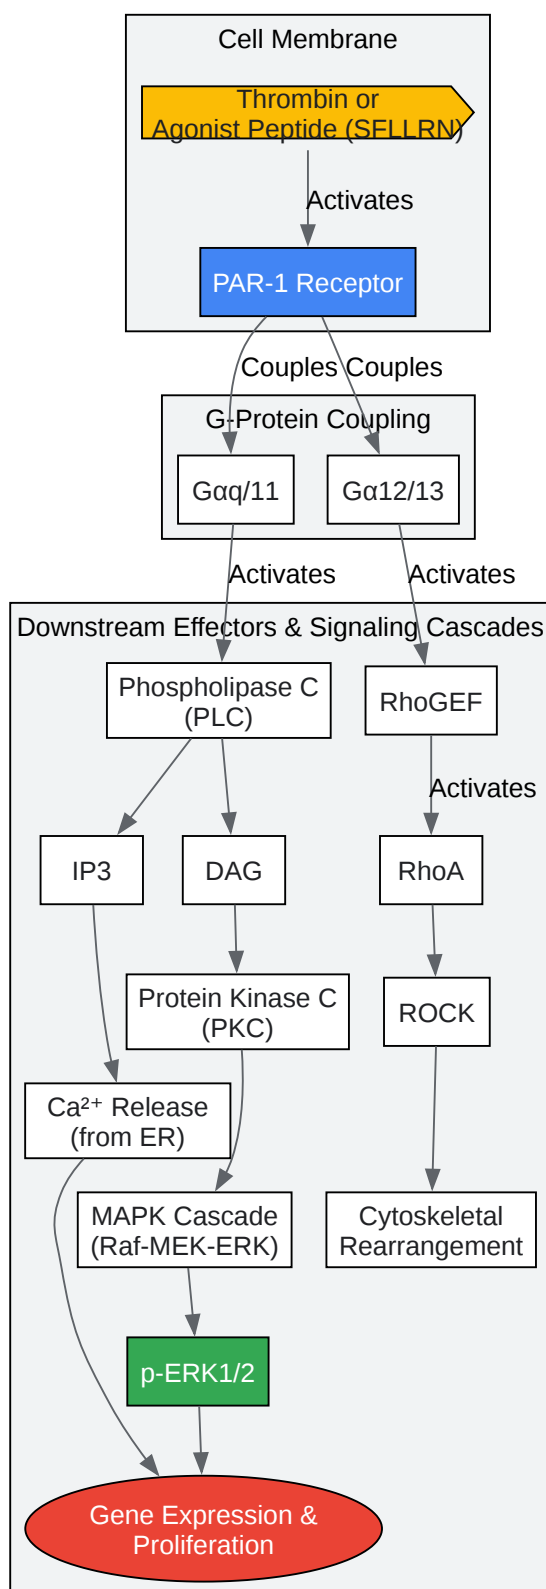 Cell Membrane
Thrombin or
Agonist Peptide (SFLLRN)
Activates
PAR-1 Receptor
Couples Couples
G-Protein Coupling
Gαq/11
Gα12/13
Activates
Activates
Downstream Effectors & Signaling Cascades
Phospholipase C
(PLC)
RhoGEF
Activates
IP3
DAG
RhoA
Protein Kinase C
(PKC)
ROCK
Ca²⁺ Release
(from ER)
MAPK Cascade
(Raf-MEK-ERK)
Cytoskeletal
Rearrangement
p-ERK1/2
Gene Expression &
Proliferation